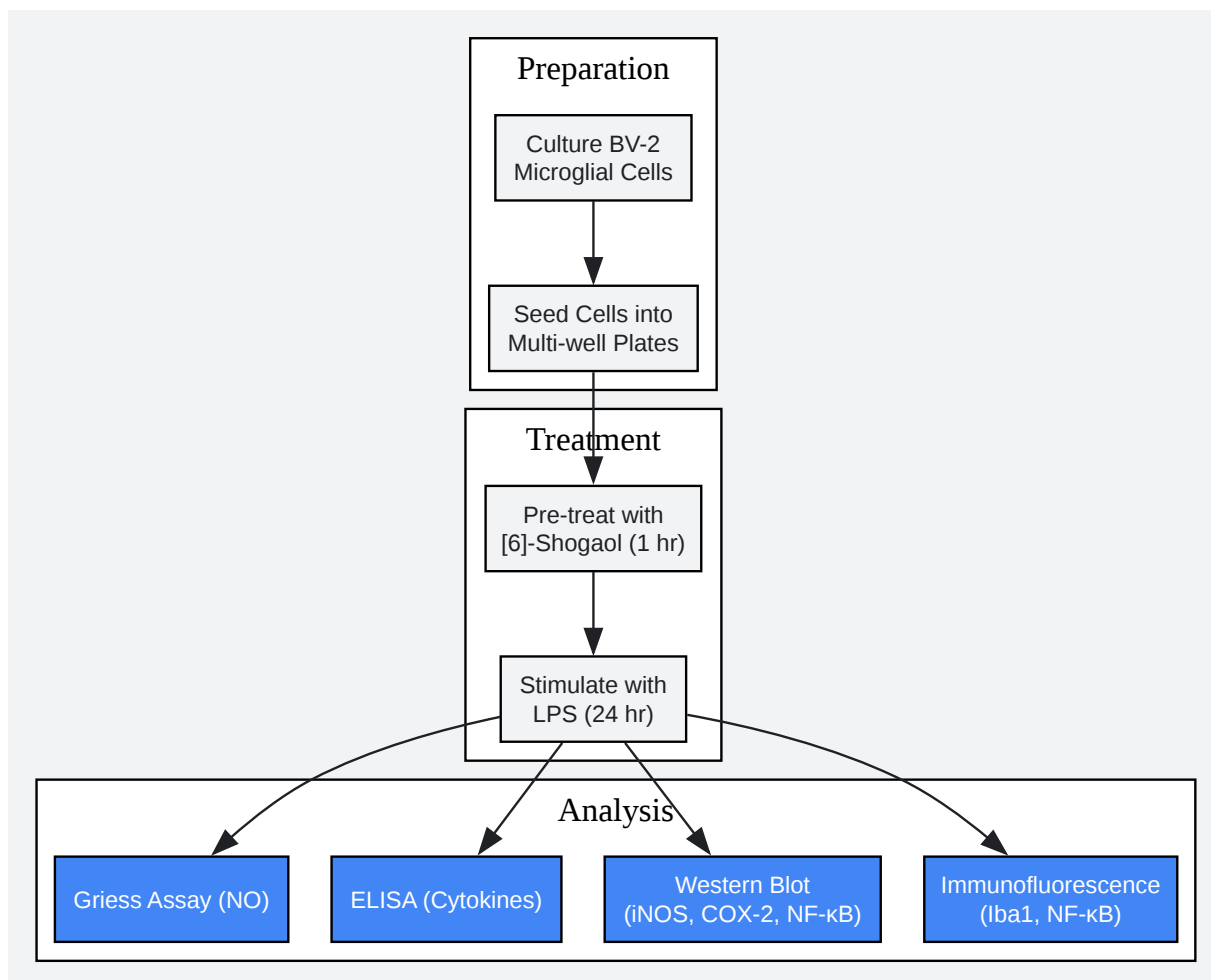 Preparation
Culture BV-2
Microglial Cells
Seed Cells into
Multi-well Plates
Treatment
Pre-treat with
[6]-Shogaol (1 hr)
Stimulate with
LPS (24 hr)
Analysis
Griess Assay (NO)
ELISA (Cytokines)
Western Blot
(iNOS, COX-2, NF-κB)
Immunofluorescence
(Iba1, NF-κB)